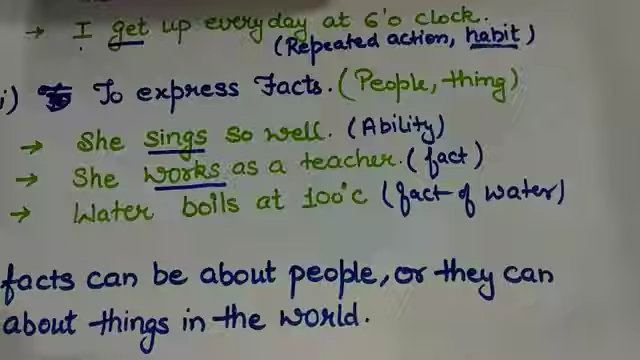 → I get up everyday at 6'o clock.
(Repeated action, habit)
i) To express Facts. (People, thing)
→ She sings so well. (Ability)
→ She works as a teacher. (fact)
→ Water boils at 100°c (fact of water)
facts can be about people, or they can
about things in the world.